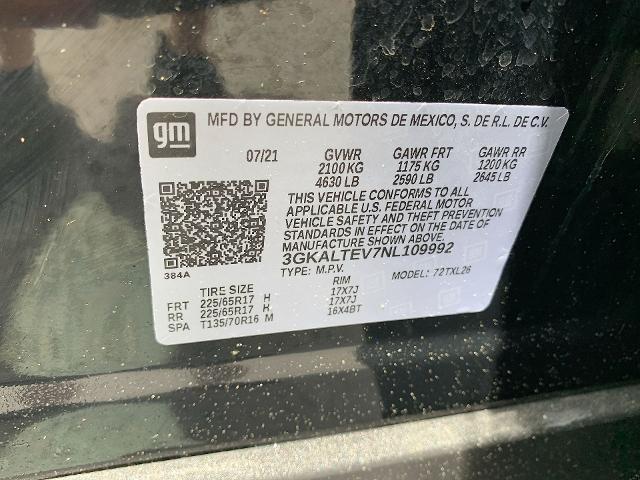 gm
MFD BY GENERAL MOTORS DE MEXICO, S. DE R.L. DE C.V.
07/21 GVWR GAWR FRT GAWR RR
2100 KG 1175 KG 1200 KG
4630 LB 2590 LB 2645 LB
THIS VEHICLE CONFORMS TO ALL
APPLICABLE U.S. FEDERAL MOTOR
VEHICLE SAFETY AND THEFT PREVENTION
STANDARDS IN EFFECT ON THE DATE OF
MANUFACTURE SHOWN ABOVE.
3GKALTEV7NL109992
384A
TYPE: M.P.V. MODEL: 72TXL26
TIRE SIZE RIM
FRT 225/65R17 H 17X7J
RR 225/65R17 H 17X7J
SPA T135/70R16 M 16X4BT